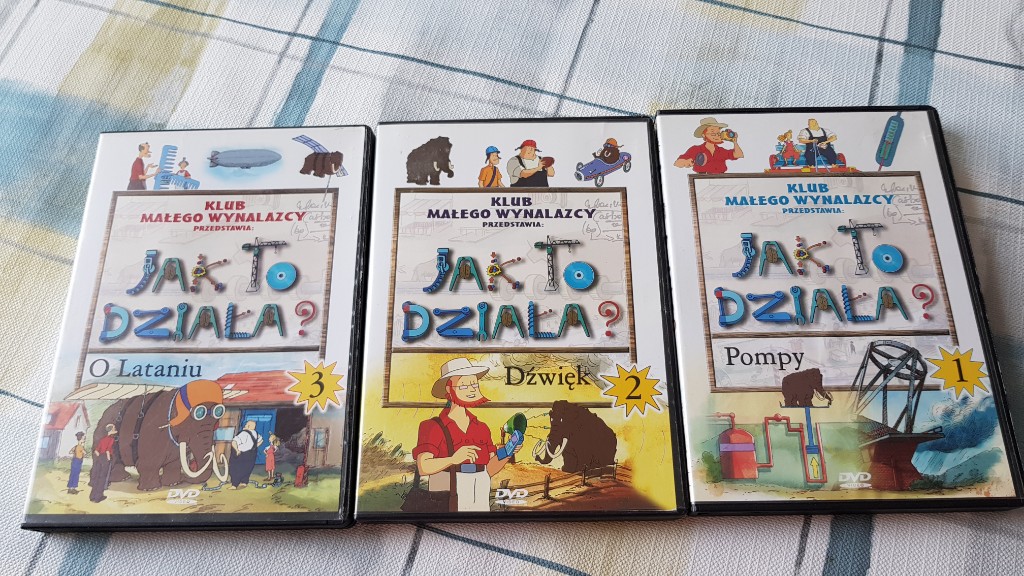 KLUB
MAŁEGO WYNALAZCY
PRZEDSTAWIA:
JAK TO
DZIAŁA?
O Lataniu
3
DVD
KLUB
MAŁEGO WYNALAZCY
PRZEDSTAWIA:
JAK TO
DZIAŁA?
Dźwięk
2
DVD
KLUB
MAŁEGO WYNALAZCY
PRZEDSTAWIA:
JAK TO
DZIAŁA?
Pompy
1
DVD